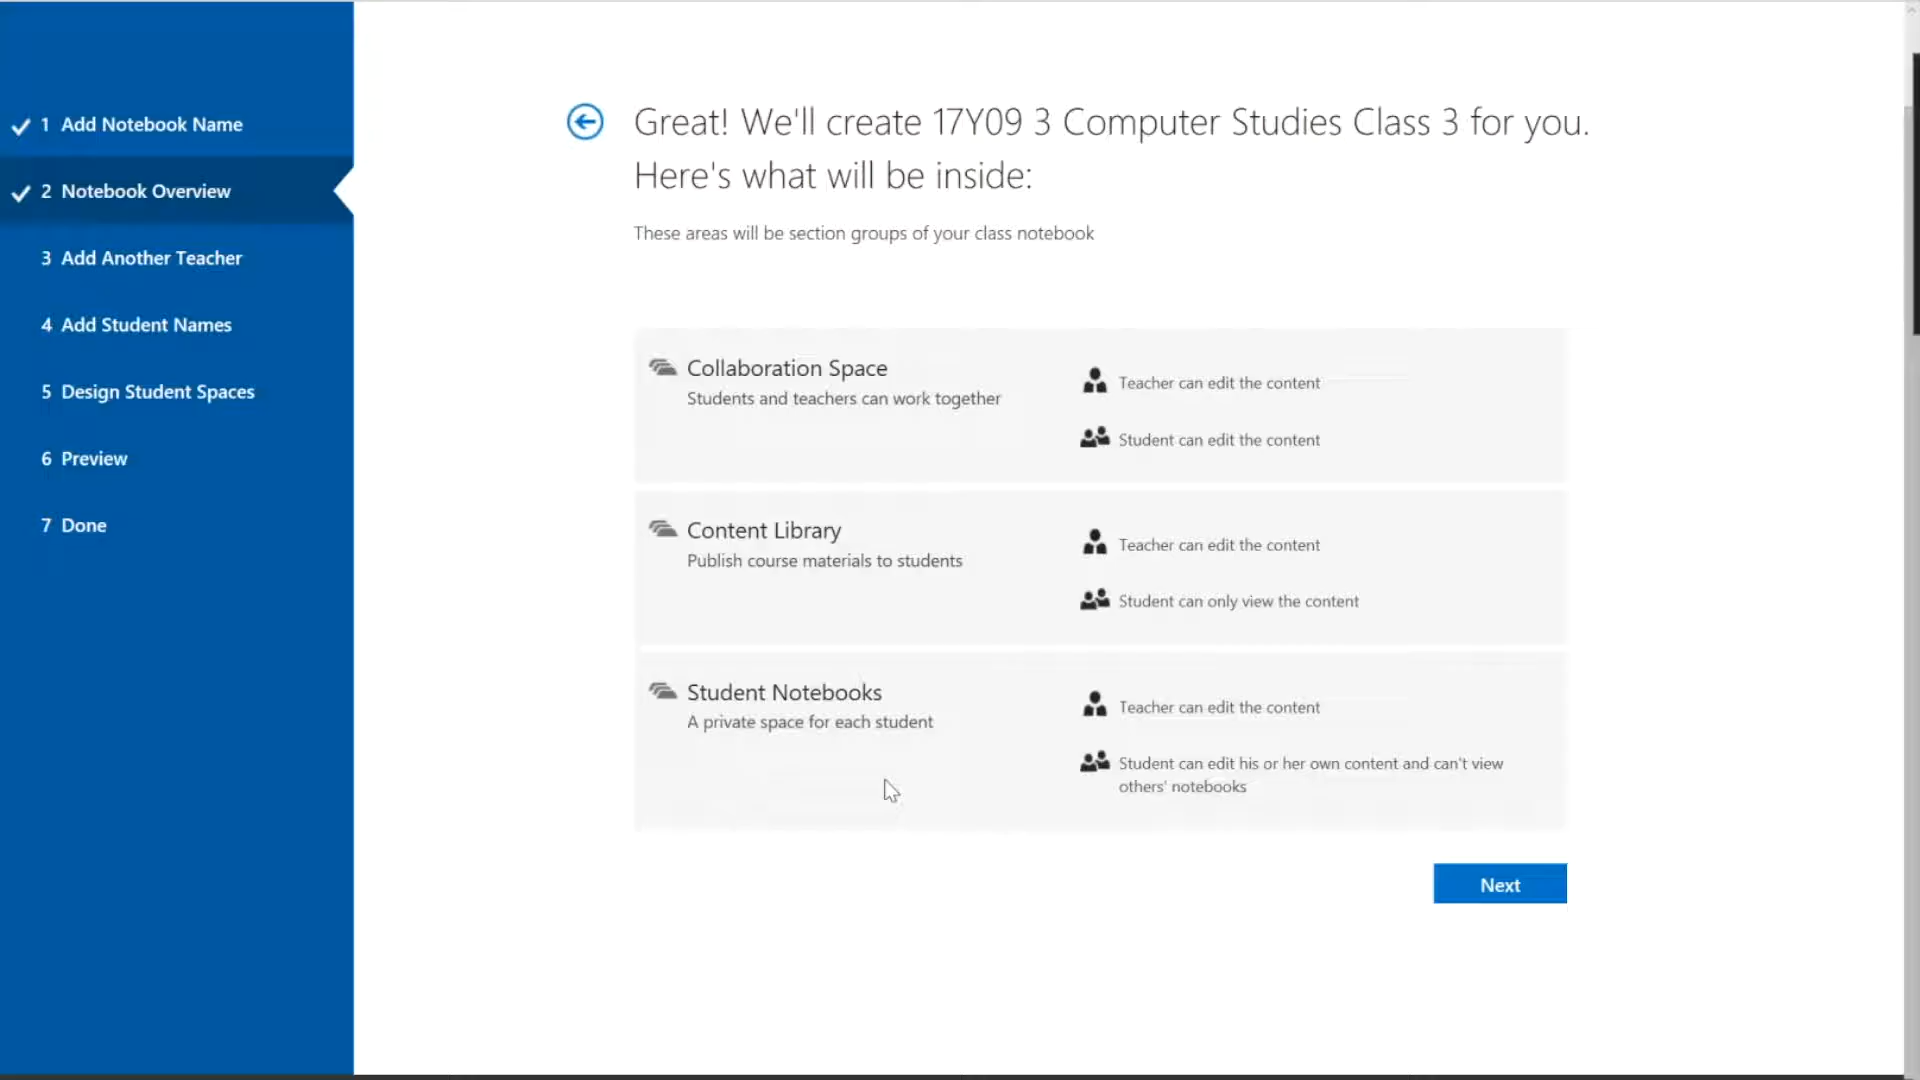 1 Add Notebook Name
2 Notebook Overview
3 Add Another Teacher
4 Add Student Names
5 Design Student Spaces
6 Preview
7 Done
Great! We'll create 17Y09 3 Computer Studies Class 3 for you.
Here's what will be inside:
These areas will be section groups of your class notebook
Collaboration Space
Students and teachers can work together
Teacher can edit the content
Student can edit the content
Content Library
Publish course materials to students
Teacher can edit the content
Student can only view the content
Student Notebooks
A private space for each student
Teacher can edit the content
Student can edit his or her own content and can't view
others' notebooks
Next